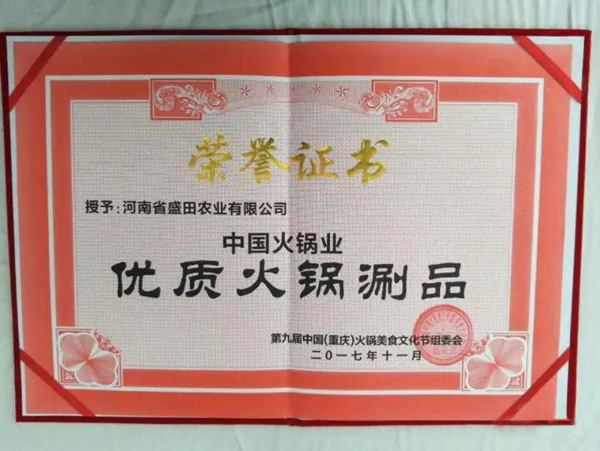 荣誉证书
授予:河南省盛田农业有限公司
中国火锅业
优质火锅涮品
第九届中国(重庆)火锅美食文化节组委会
二〇一七年十一月